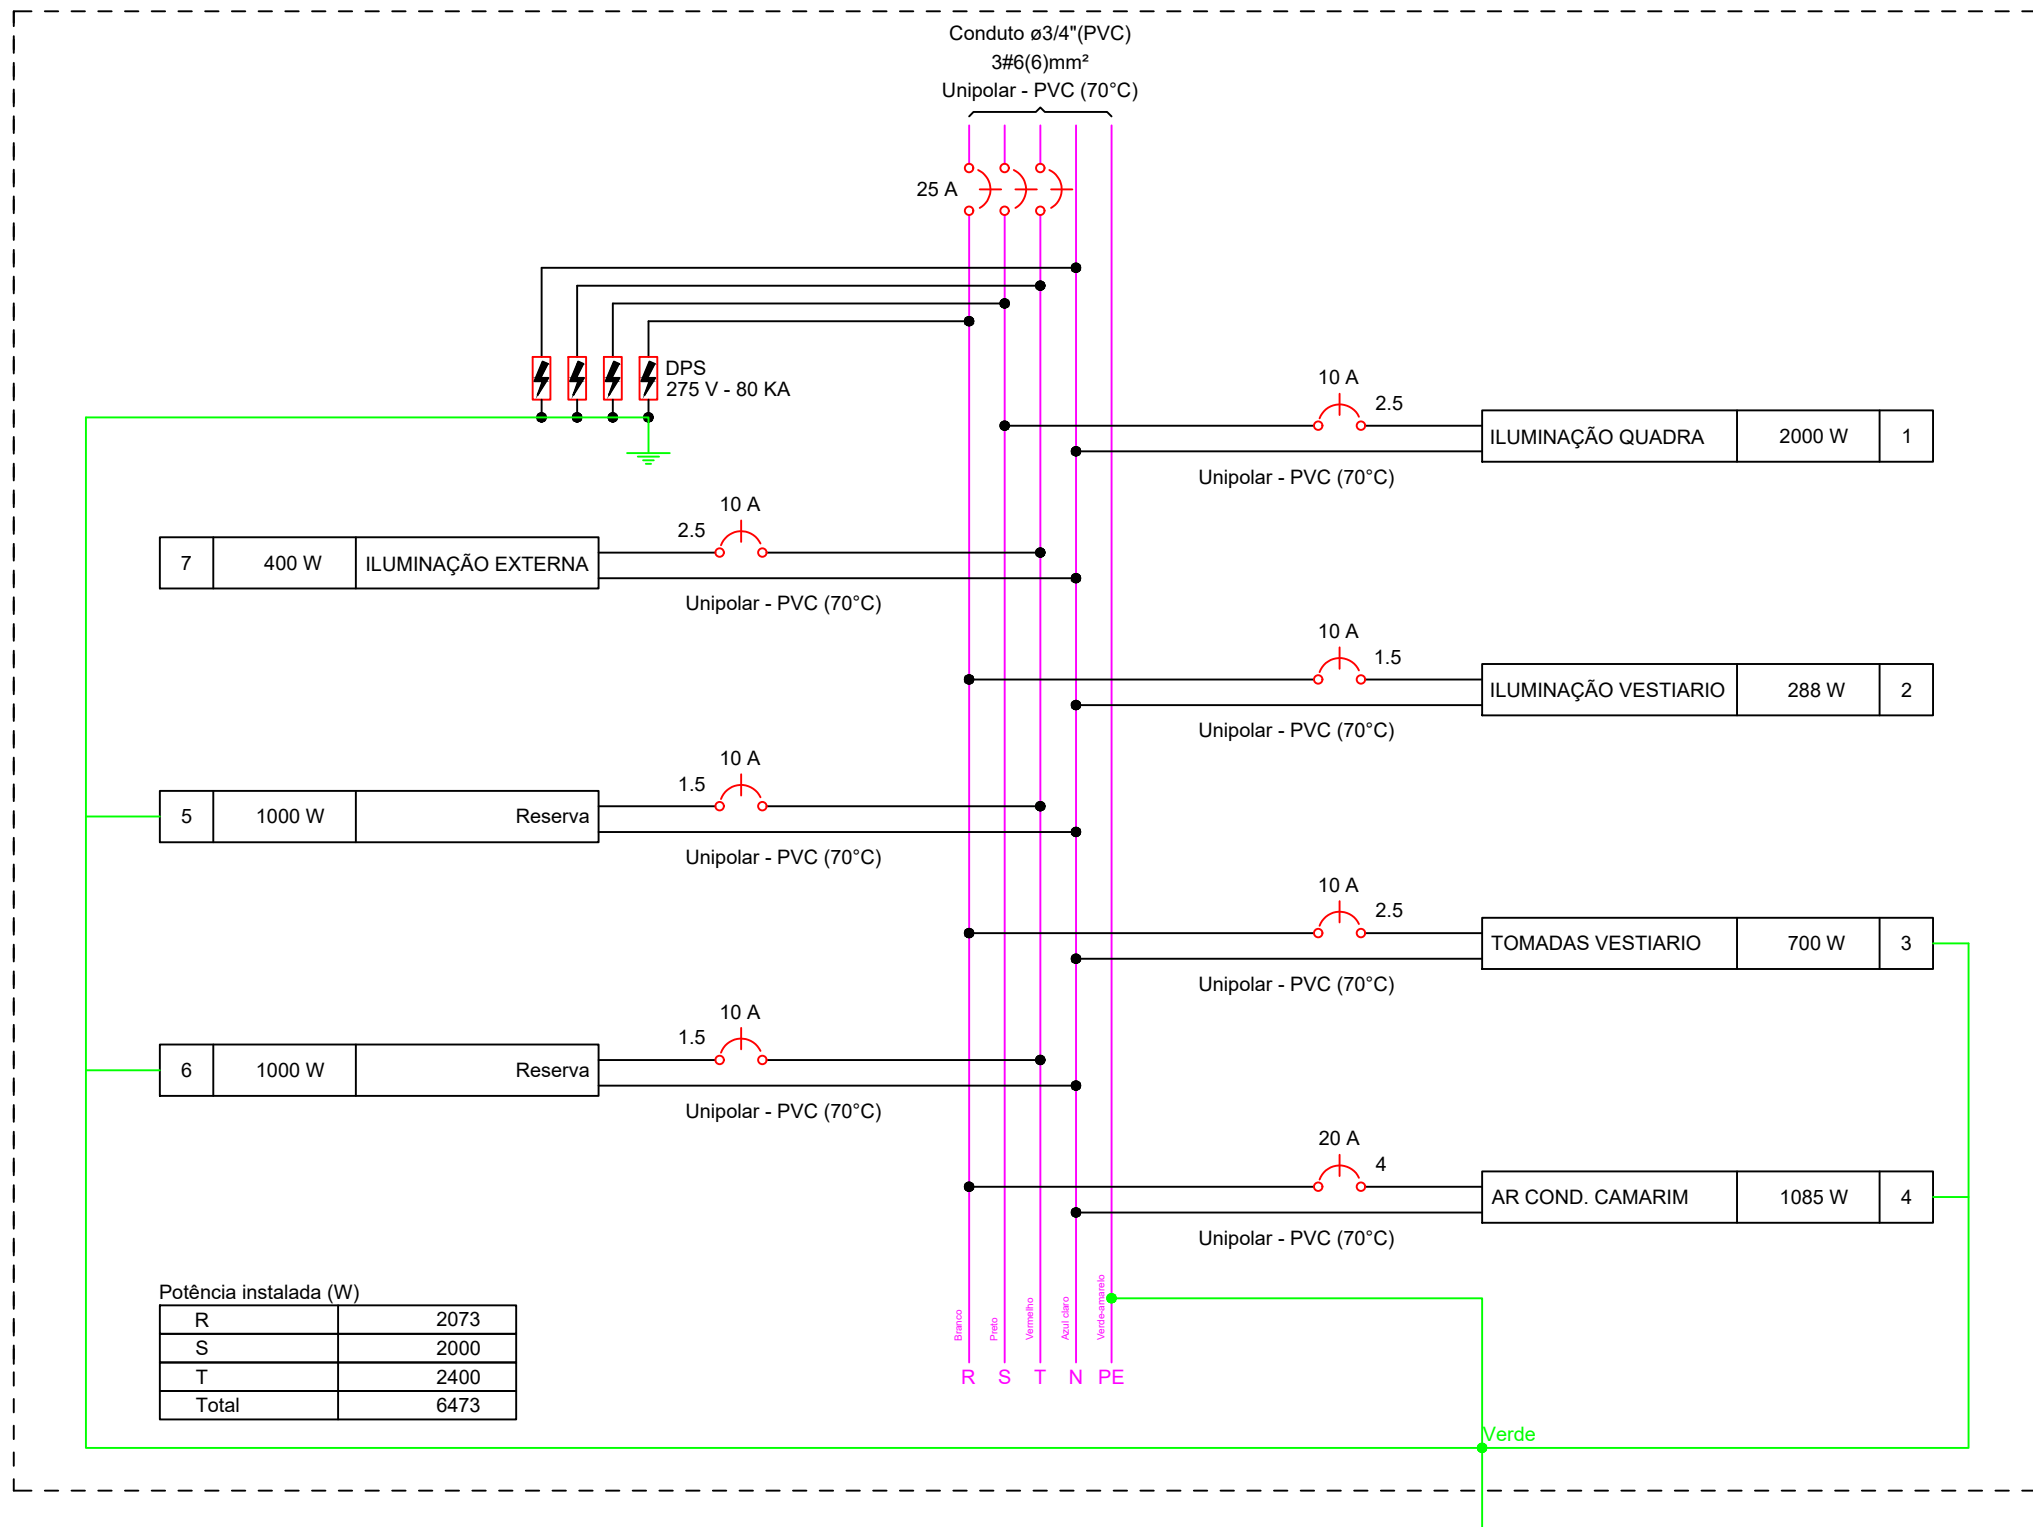 Conduto ø3/4"(PVC)
3#6(6)mm²
Unipolar - PVC (70°C)
25 A
DPS
275 V - 80 KA
10 A
2.5
ILUMINAÇÃO QUADRA 2000 W 1
Unipolar - PVC (70°C)
10 A
2.5
7 400 W ILUMINAÇÃO EXTERNA
Unipolar - PVC (70°C)
10 A
1.5
ILUMINAÇÃO VESTIARIO 288 W 2
Unipolar - PVC (70°C)
10 A
1.5
5 1000 W Reserva
Unipolar - PVC (70°C)
10 A
2.5
TOMADAS VESTIARIO 700 W 3
Unipolar - PVC (70°C)
10 A
1.5
6 1000 W Reserva
Unipolar - PVC (70°C)
20 A
4
AR COND. CAMARIM 1085 W 4
Unipolar - PVC (70°C)
Potência instalada (W)
R 2073
S 2000
T 2400
Total 6473
Branco
Preto
Vermelho
Azul claro
Verde-amarelo
R S T N PE
Verde